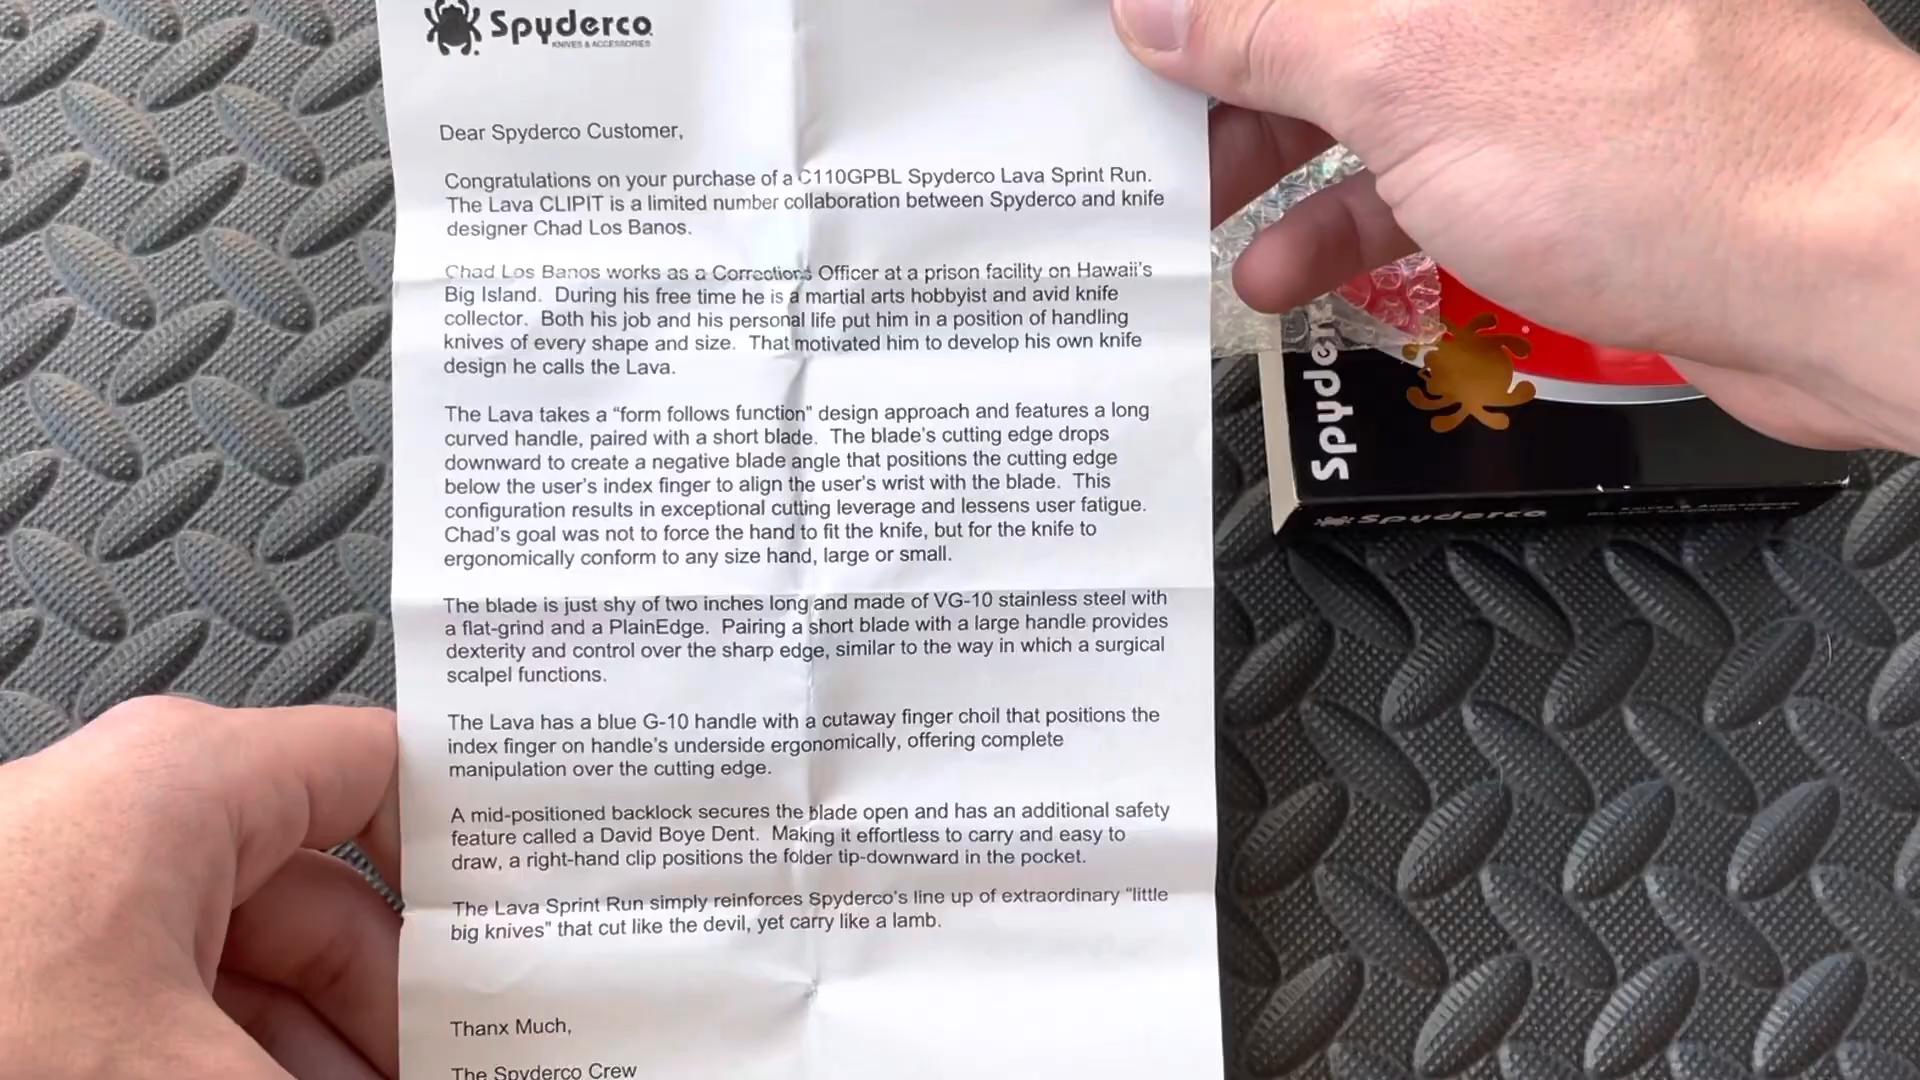 Spyderco
KNIVES & ACCESSORIES
Dear Spyderco Customer,
Congratulations on your purchase of a C110GPBL Spyderco Lava Sprint Run.
The Lava CLIPIT is a limited number collaboration between Spyderco and knife
designer Chad Los Banos.
Chad Los Banos works as a Corrections Officer at a prison facility on Hawaii's
Big Island. During his free time he is a martial arts hobbyist and avid knife
collector. Both his job and his personal life put him in a position of handling
knives of every shape and size. That motivated him to develop his own knife
design he calls the Lava.
The Lava takes a "form follows function" design approach and features a long
curved handle, paired with a short blade. The blade's cutting edge drops
downward to create a negative blade angle that positions the cutting edge
below the user's index finger to align the user's wrist with the blade. This
configuration results in exceptional cutting leverage and lessens user fatigue.
Chad's goal was not to force the hand to fit the knife, but for the knife to
ergonomically conform to any size hand, large or small.
The blade is just shy of two inches long and made of VG-10 stainless steel with
a flat-grind and a PlainEdge. Pairing a short blade with a large handle provides
dexterity and control over the sharp edge, similar to the way in which a surgical
scalpel functions.
The Lava has a blue G-10 handle with a cutaway finger choil that positions the
index finger on handle's underside ergonomically, offering complete
manipulation over the cutting edge.
A mid-positioned backlock secures the blade open and has an additional safety
feature called a David Boye Dent. Making it effortless to carry and easy to
draw, a right-hand clip positions the folder tip-downward in the pocket.
The Lava Sprint Run simply reinforces Spyderco's line up of extraordinary "little
big knives" that cut like the devil, yet carry like a lamb.
Thanx Much,
The Spyderco Crew
Spyder
Spyderco